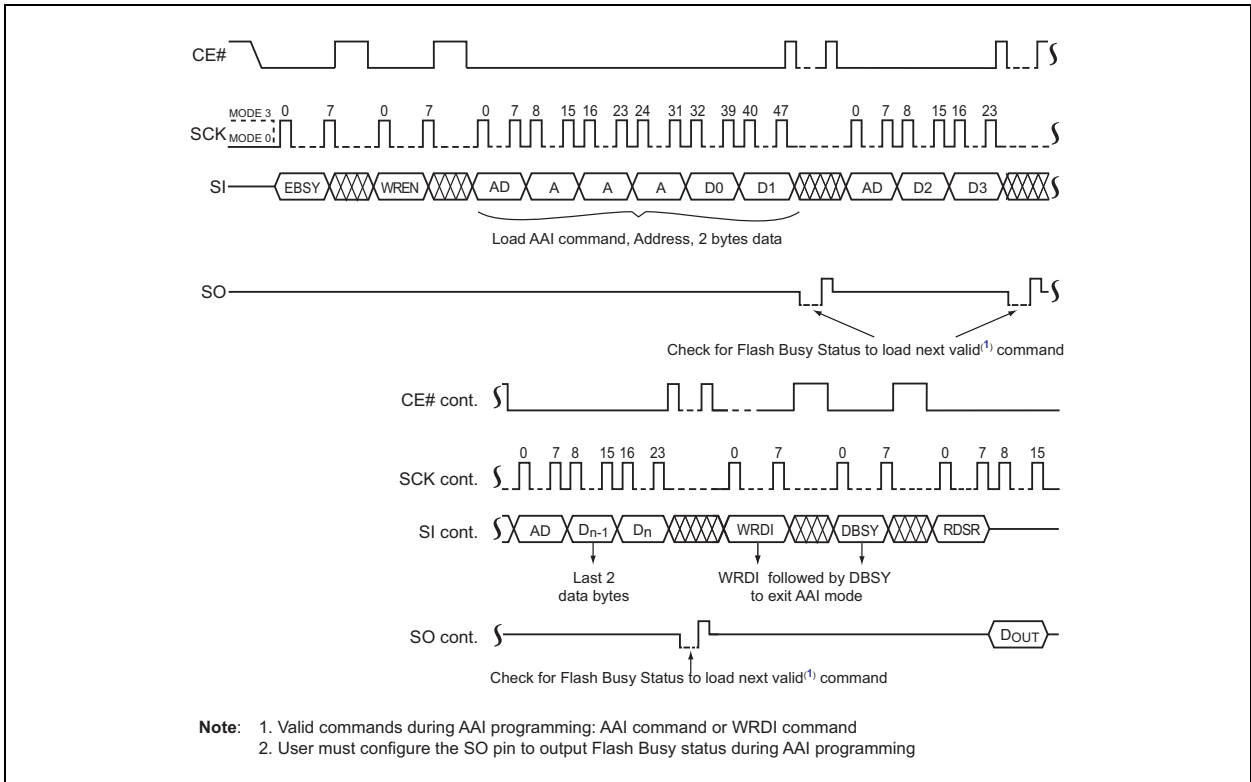 CE#
MODE 3 0 7 0 7 0 7 8 15 16 23 24 31 32 39 40 47 0 7 8 15 16 23
SCK MODE 0
SI EBSY WREN AD A A A D0 D1 AD D2 D3
Load AAI command, Address, 2 bytes data
SO
Check for Flash Busy Status to load next valid(1) command
CE# cont.
0 7 8 15 16 23 0 7 0 7 0 7 8 15
SCK cont.
SI cont. AD Dn-1 Dn WRDI DBSY RDSR
Last 2 WRDI followed by DBSY
data bytes to exit AAI mode
SO cont. DOUT
Check for Flash Busy Status to load next valid(1) command
Note: 1. Valid commands during AAI programming: AAI command or WRDI command
2. User must configure the SO pin to output Flash Busy status during AAI programming